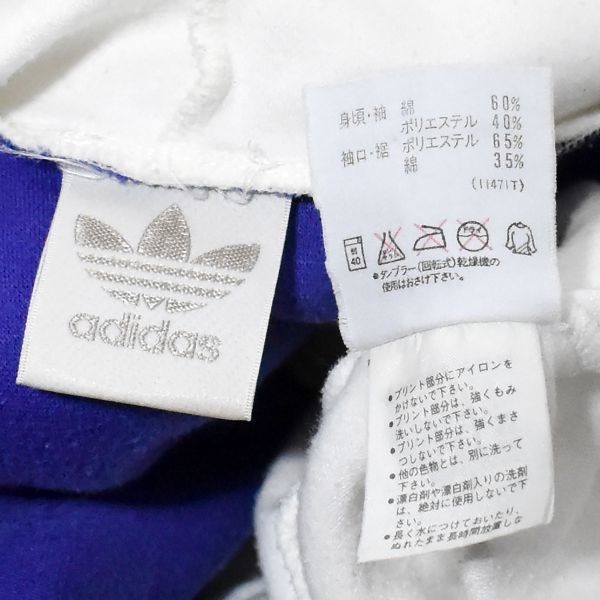 adidas
身頃・袖 綿 60%
ポリエステル 40%
袖口・裾 ポリエステル 65%
綿 35%
(11471T)
40
ドライ
●タンブラー(回転式)乾燥機の
使用はおさけ下さい。
●プリント部分にアイロンを
かけないで下さい。
●プリント部分は、強くもみ
洗いしないで下さい。
●プリント部分は、強くまさ
つしないで下さい。
●他の色物とは、別に洗って
下さい。
●漂白剤や漂白剤入りの洗剤
は、絶対に使用しないで下
さい。
●長く水につけておいたり、
ぬれたまま長時間放置しな